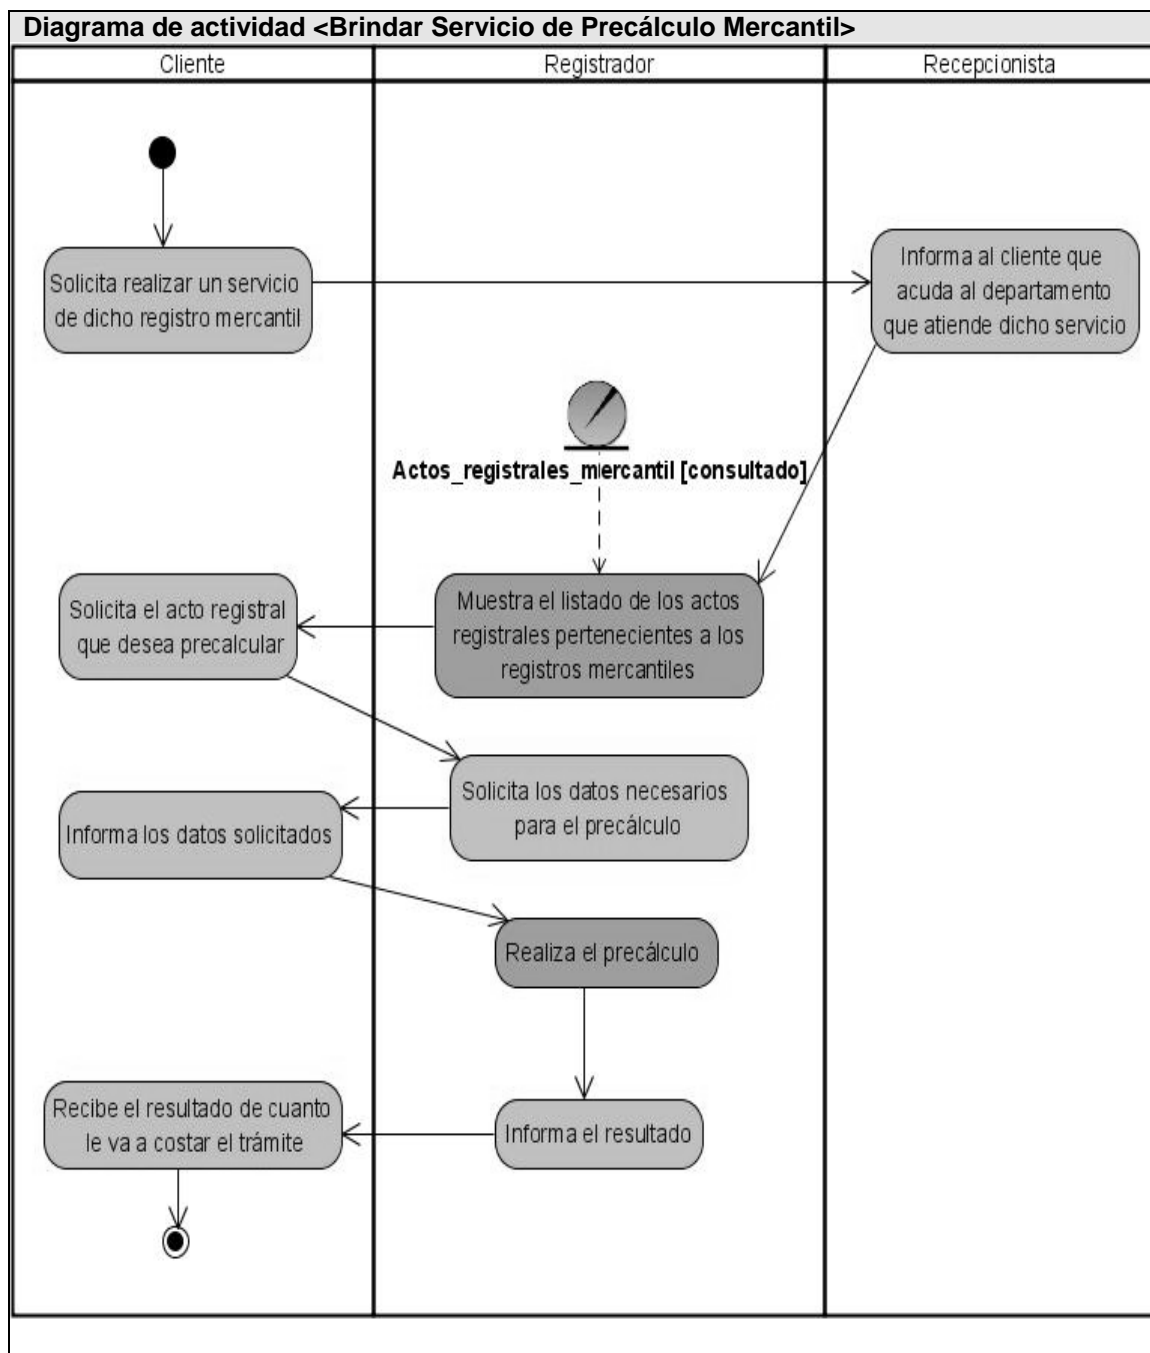 Diagrama de actividad <Brindar Servicio de Precálculo Mercantil>
Cliente
Registrador
Recepcionista
Solicita realizar un servicio
de dicho registro mercantil
Informa al cliente que
acuda al departamento
que atiende dicho servicio
Actos_registrales_mercantil [consultado]
Muestra el listado de los actos
registrales pertenecientes a los
registros mercantiles
Solicita el acto registral
que desea precalcular
Solicita los datos necesarios
para el precálculo
Informa los datos solicitados
Realiza el precálculo
Informa el resultado
Recibe el resultado de cuanto
le va a costar el trámite